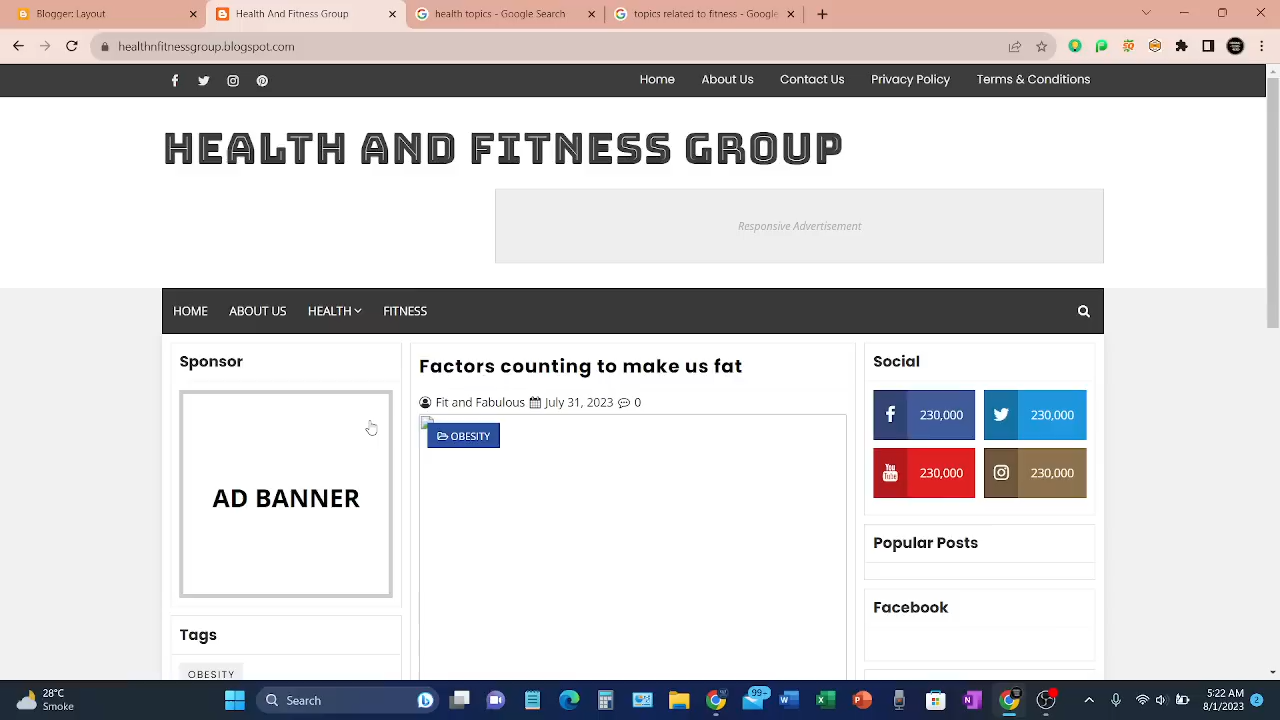 Blogger: Layout
Health And Fitness Group
health topics - Google Search
topics related to fitness - Google
healthnfitnessgroup.blogspot.com
Home About Us Contact Us Privacy Policy Terms & Conditions
HEALTH AND FITNESS GROUP
Responsive Advertisement
HOME ABOUT US HEALTH FITNESS
Sponsor
AD BANNER
Tags
OBESITY
Factors counting to make us fat
Fit and Fabulous July 31, 2023 0
OBESITY
Social
230,000 230,000
You Tube 230,000 230,000
Popular Posts
Facebook
28°C
Smoke
Search
99+
5:22 AM
8/1/2023
2